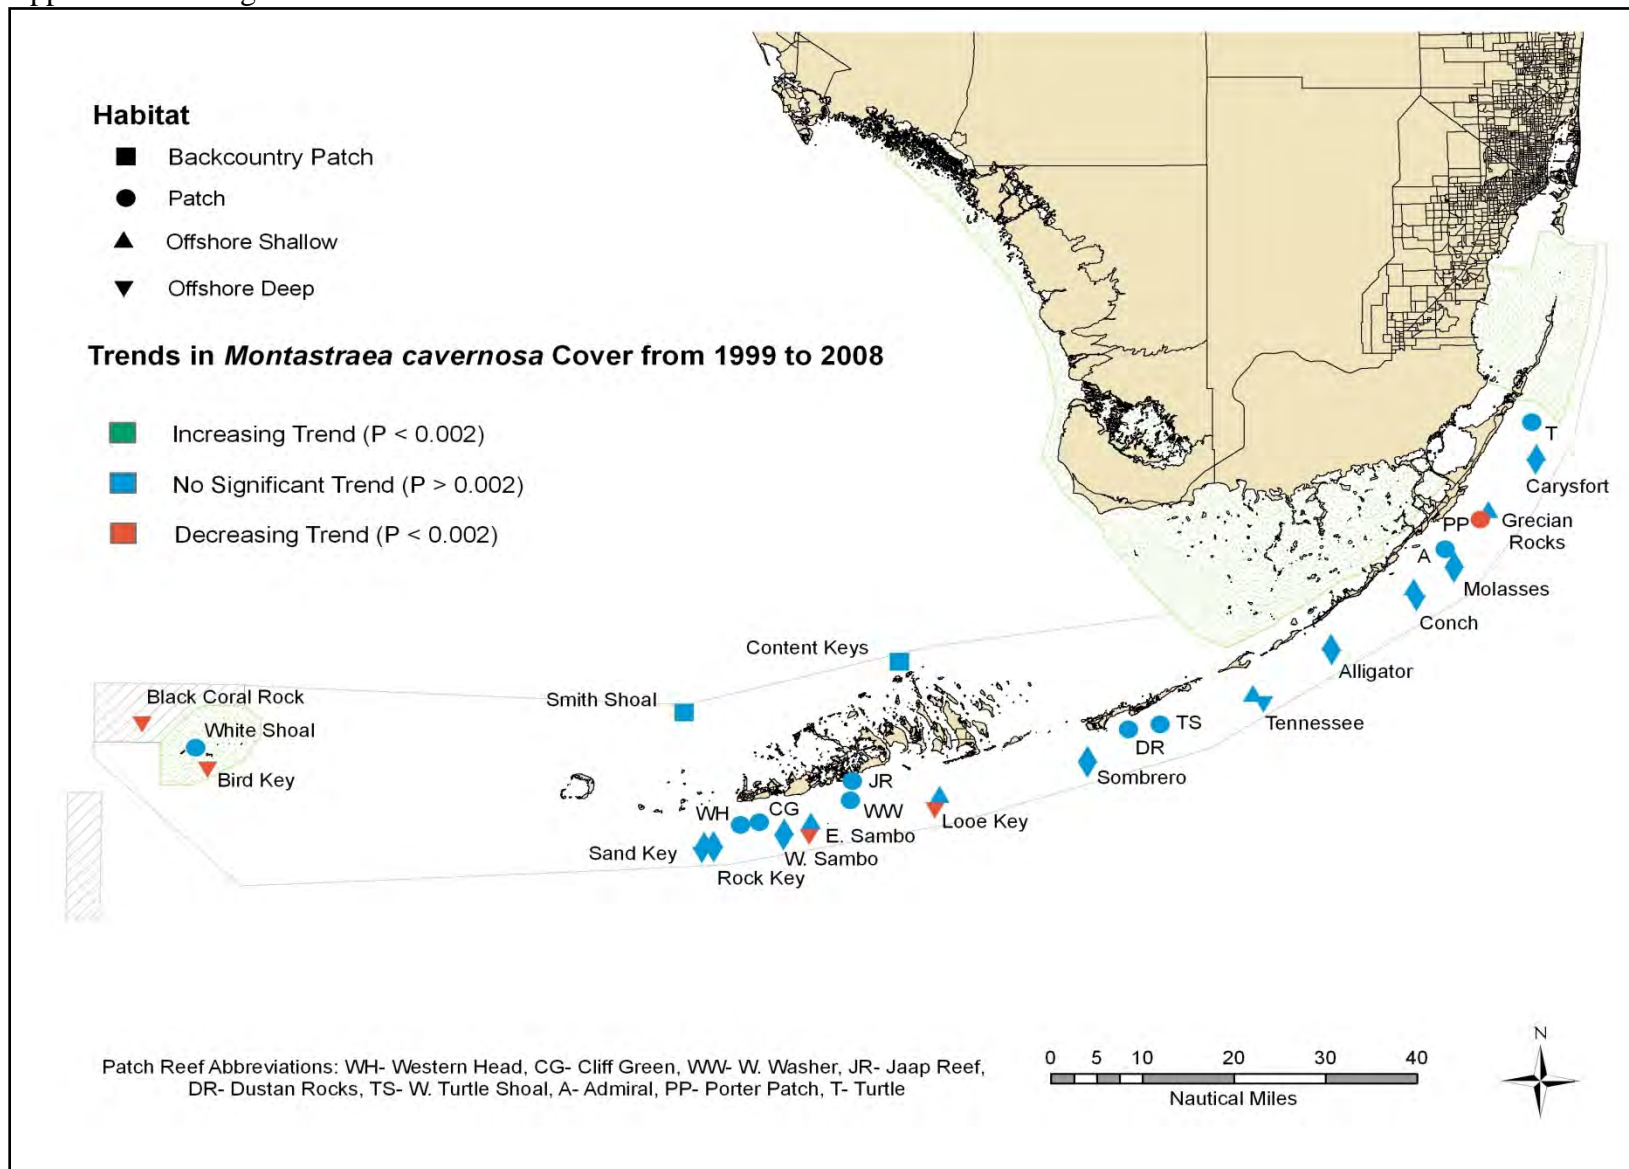 Habitat
Backcountry Patch
Patch
Offshore Shallow
Offshore Deep
Trends in Montastraea cavernosa Cover from 1999 to 2008
Increasing Trend (P < 0.002)
No Significant Trend (P > 0.002)
Decreasing Trend (P < 0.002)
T
Carysfort
PP
Grecian
Rocks
A
Molasses
Conch
Content Keys
Alligator
Black Coral Rock
Smith Shoal
White Shoal
TS
Tennessee
DR
Bird Key
Sombrero
JR
WH
CG
WW
Looe Key
E. Sambo
Sand Key
W. Sambo
Rock Key
N
0 5 10 20 30 40
Nautical Miles
Patch Reef Abbreviations: WH- Western Head, CG- Cliff Green, WW- W. Washer, JR- Jaap Reef,
DR- Dustan Rocks, TS- W. Turtle Shoal, A- Admiral, PP- Porter Patch, T- Turtle